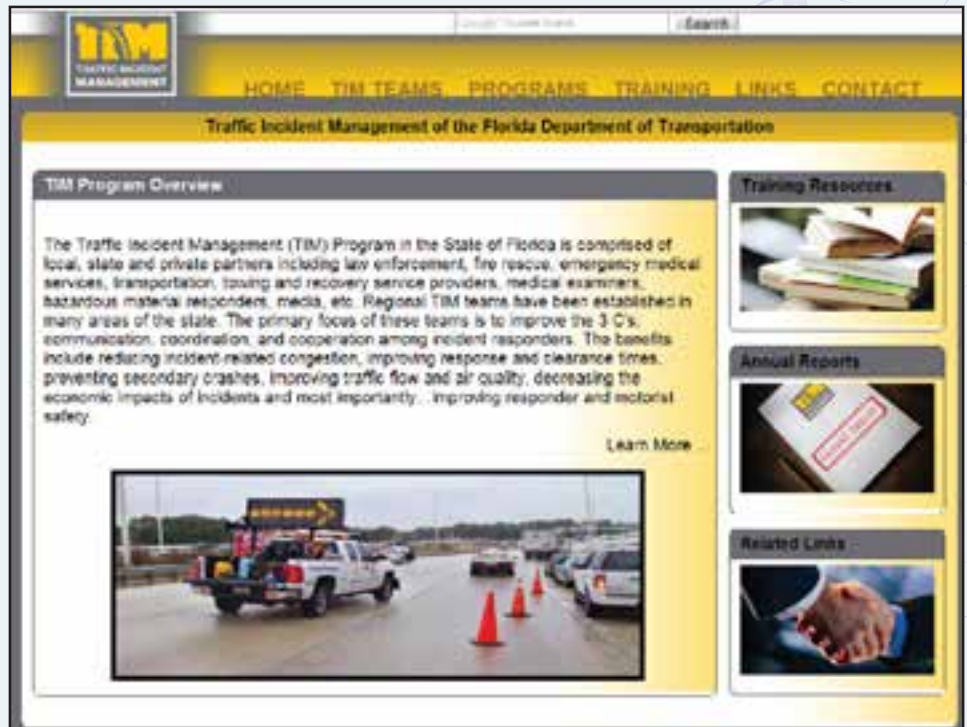 Search
TIM
TRAFFIC INCIDENT
MANAGEMENT
HOME TIM TEAMS PROGRAMS TRAINING LINKS CONTACT
Traffic Incident Management of the Florida Department of Transportation
TIM Program Overview
The Traffic Incident Management (TIM) Program in the State of Florida is comprised of
local, state and private partners including law enforcement, fire rescue, emergency medical
services, transportation, towing and recovery service providers, medical examiners,
hazardous material responders, media, etc. Regional TIM teams have been established in
many areas of the state. The primary focus of these teams is to improve the 3 C's,
communication, coordination, and cooperation among incident responders. The benefits
include reducing incident-related congestion, improving response and clearance times,
preventing secondary crashes, improving traffic flow and air quality, decreasing the
economic impacts of incidents and most importantly... improving responder and motorist
safety.
Learn More ...
Training Resources
Annual Reports
TIM
Related Links